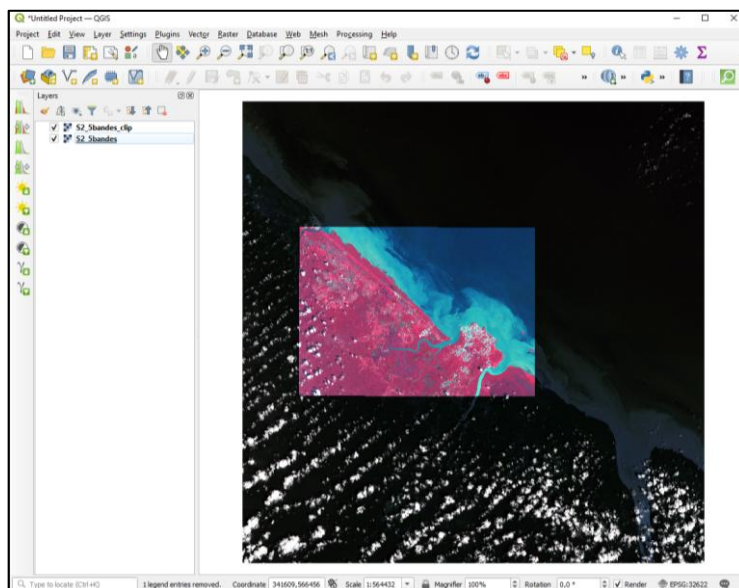 *Untitled Project — QGIS
Project Edit View Layer Settings Plugins Vector Raster Database Web Mesh Processing Help
Layers
S2_5bandes_clip
S2_5bandes
Type to locate (Ctrl+K) 1 legend entries removed. Coordinate 341609,566456 Scale 1:564432 Magnifier 100% Rotation 0,0 ° Render EPSG:32622